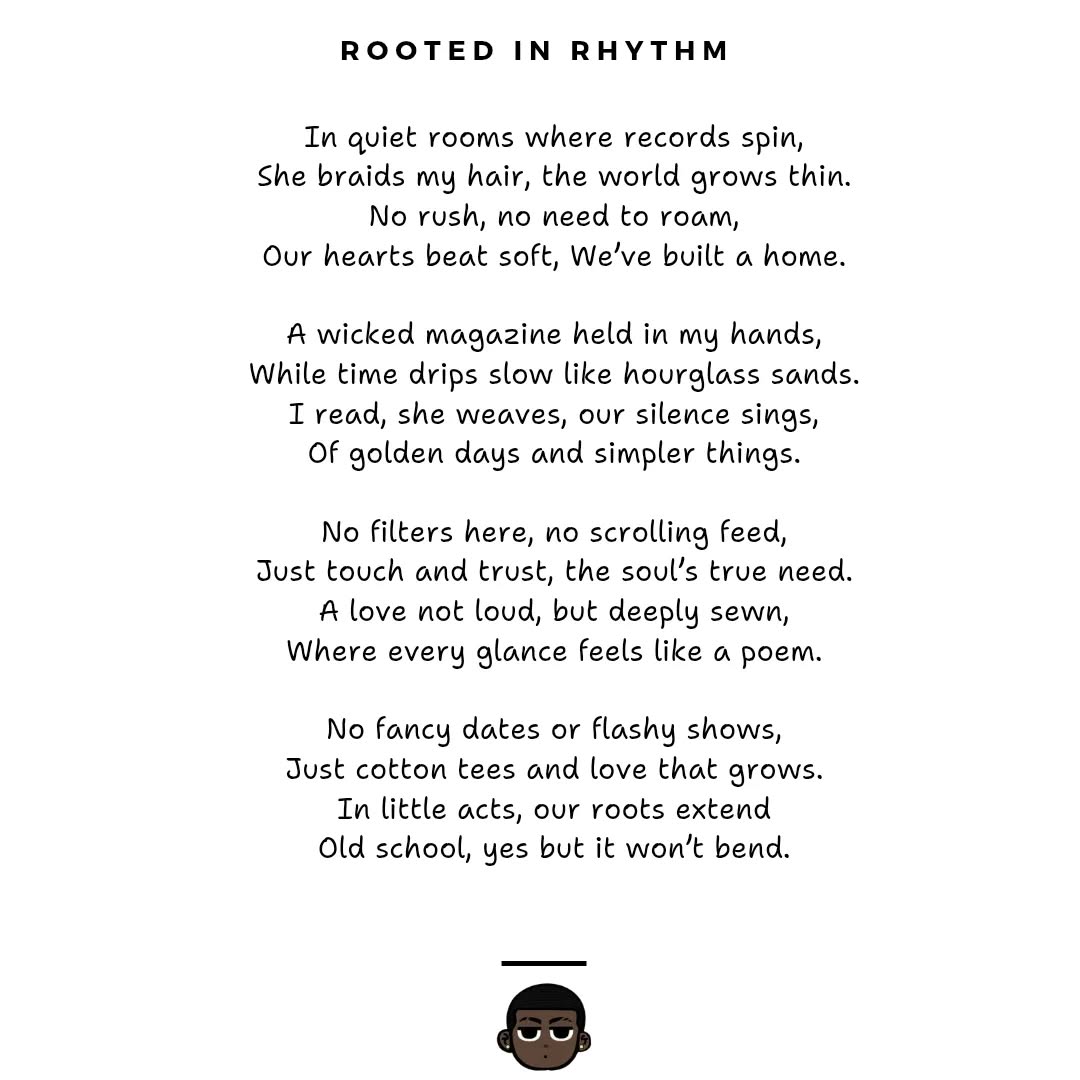 ROOTED IN RHYTHM
In quiet rooms where records spin,
She braids my hair, the world grows thin.
No rush, no need to roam,
Our hearts beat soft, We've built a home.
A wicked magazine held in my hands,
While time drips slow like hourglass sands.
I read, she weaves, our silence sings,
Of golden days and simpler things.
No filters here, no scrolling feed,
Just touch and trust, the soul's true need.
A love not loud, but deeply sewn,
Where every glance feels like a poem.
No fancy dates or flashy shows,
Just cotton tees and love that grows.
In little acts, our roots extend
Old school, yes but it won't bend.